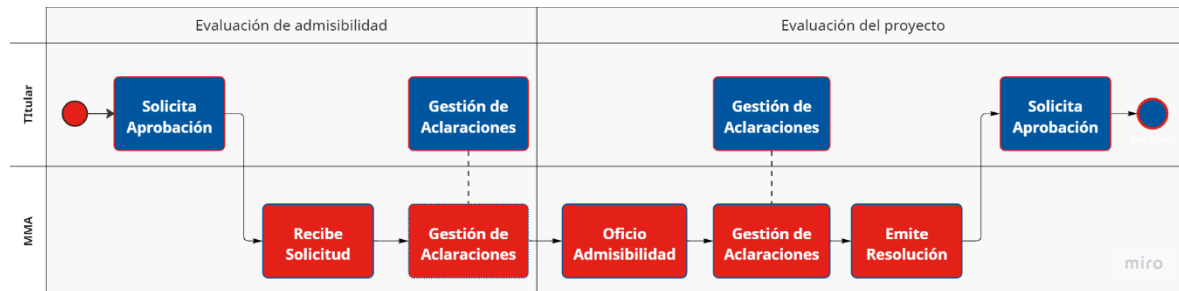 Evaluación de admisibilidad
Evaluación del proyecto
TItular
Solicita
Aprobación
Gestión de
Aclaraciones
Gestión de
Aclaraciones
Solicita
Aprobación
MMA
Recibe
Solicitud
Gestión de
Aclaraciones
Oficio
Admisibilidad
Gestión de
Aclaraciones
Emite
Resolución
miro